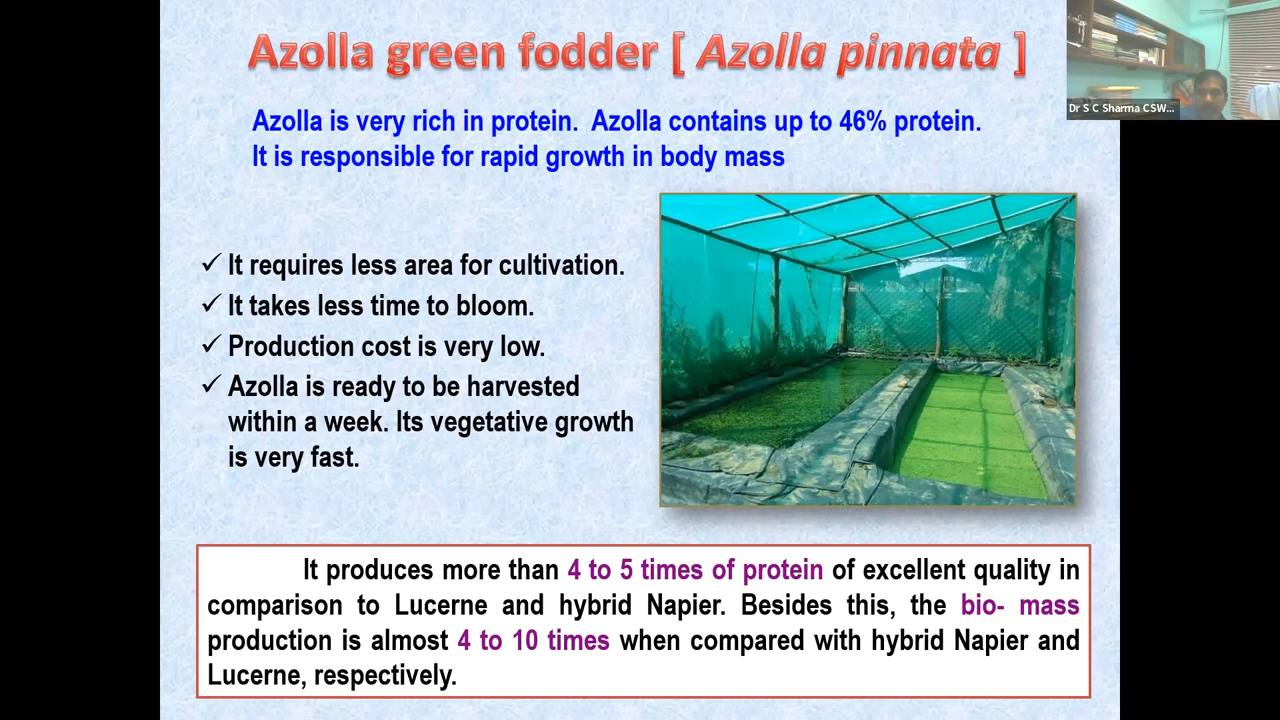 Azolla green fodder [ Azolla pinnata ]
Dr S C Sharma CSW...
Azolla is very rich in protein. Azolla contains up to 46% protein.
It is responsible for rapid growth in body mass
✓ It requires less area for cultivation.
✓ It takes less time to bloom.
✓ Production cost is very low.
✓ Azolla is ready to be harvested
within a week. Its vegetative growth
is very fast.
It produces more than 4 to 5 times of protein of excellent quality in
comparison to Lucerne and hybrid Napier. Besides this, the bio- mass
production is almost 4 to 10 times when compared with hybrid Napier and
Lucerne, respectively.